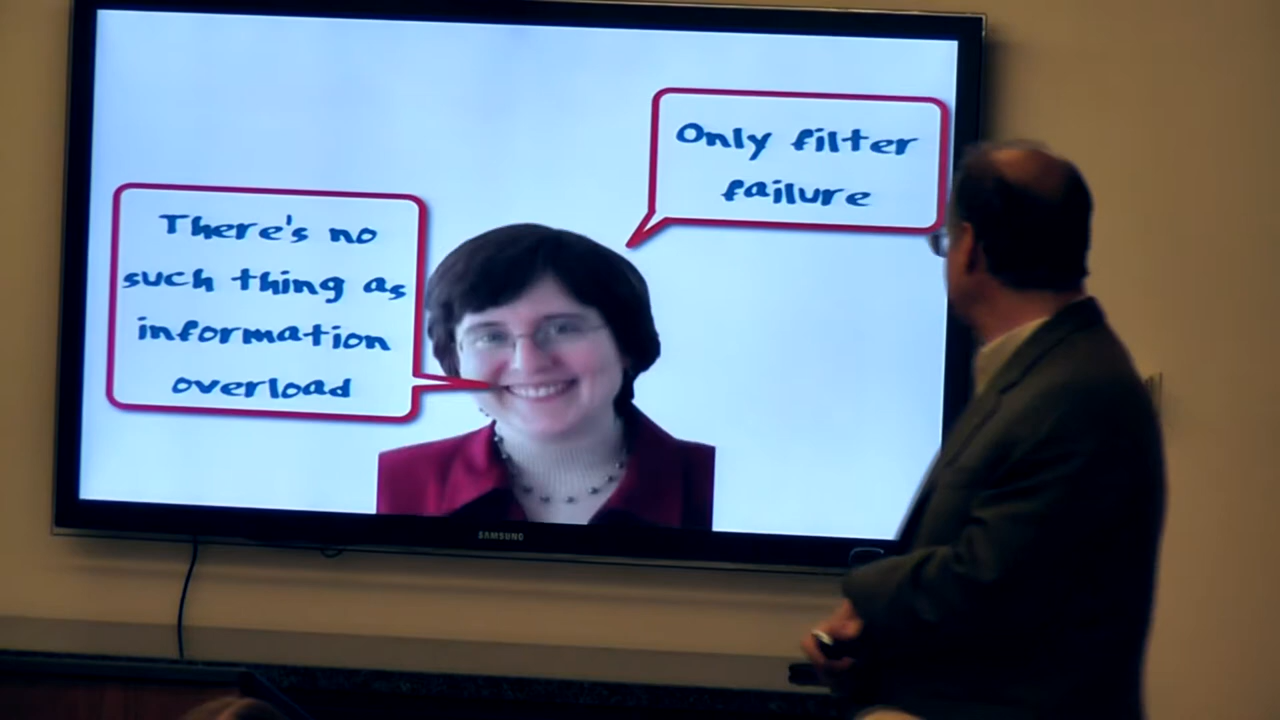 There's no
such thing as
information
overload
Only filter
failure
SAMSUNG